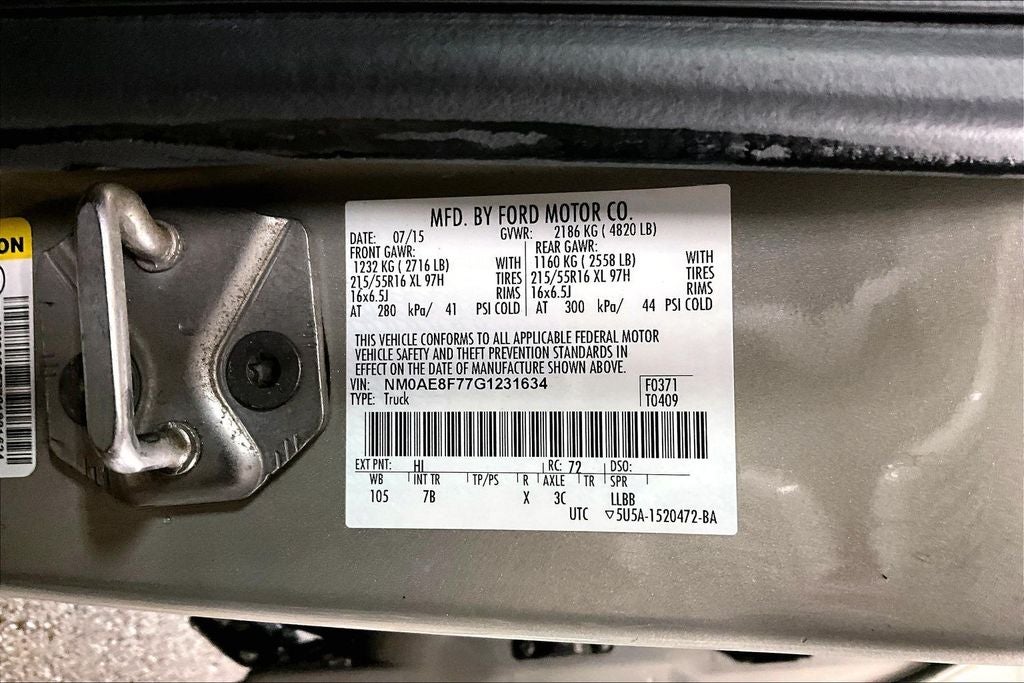 ON
MFD. BY FORD MOTOR CO.
DATE: 07/15 GVWR: 2186 KG ( 4820 LB)
FRONT GAWR: REAR GAWR:
1232 KG ( 2716 LB) WITH 1160 KG ( 2558 LB) WITH
215/55R16 XL 97H TIRES 215/55R16 XL 97H TIRES
16x6.5J RIMS 16x6.5J RIMS
AT 280 kPa/ 41 PSI COLD AT 300 kPa/ 44 PSI COLD
THIS VEHICLE CONFORMS TO ALL APPLICABLE FEDERAL MOTOR
VEHICLE SAFETY AND THEFT PREVENTION STANDARDS IN
EFFECT ON THE DATE OF MANUFACTURE SHOWN ABOVE.
VIN: NM0AE8F77G1231634 F0371
TYPE: Truck T0409
EXT PNT: HI RC: 72 DSO:
WB INT TR TP/PS R AXLE TR SPR
105 7B X 3C LLBB
UTC ▽5U5A-1520472-BA